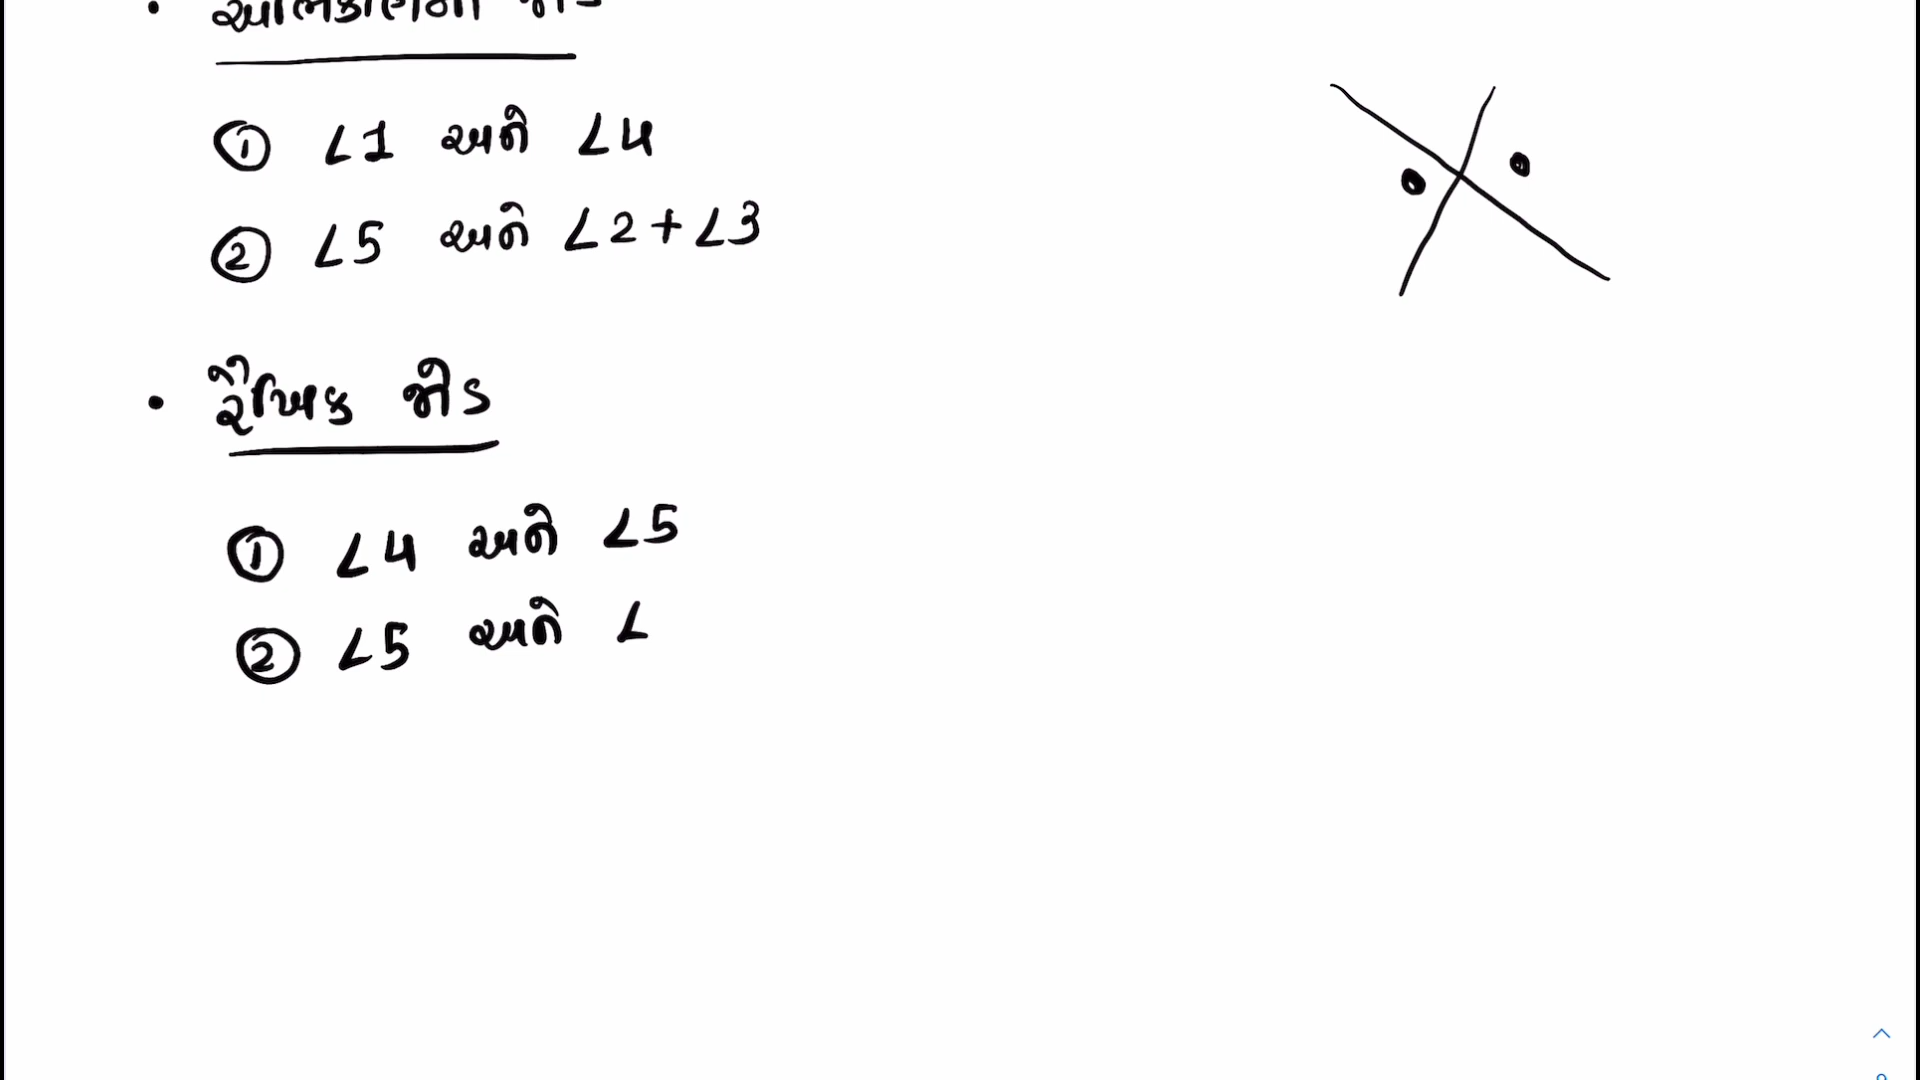 ① ∠1 અને ∠4
② ∠5 અને ∠2+∠3
• રૈખિક જોડ
① ∠4 અને ∠5
② ∠5 અને ∠